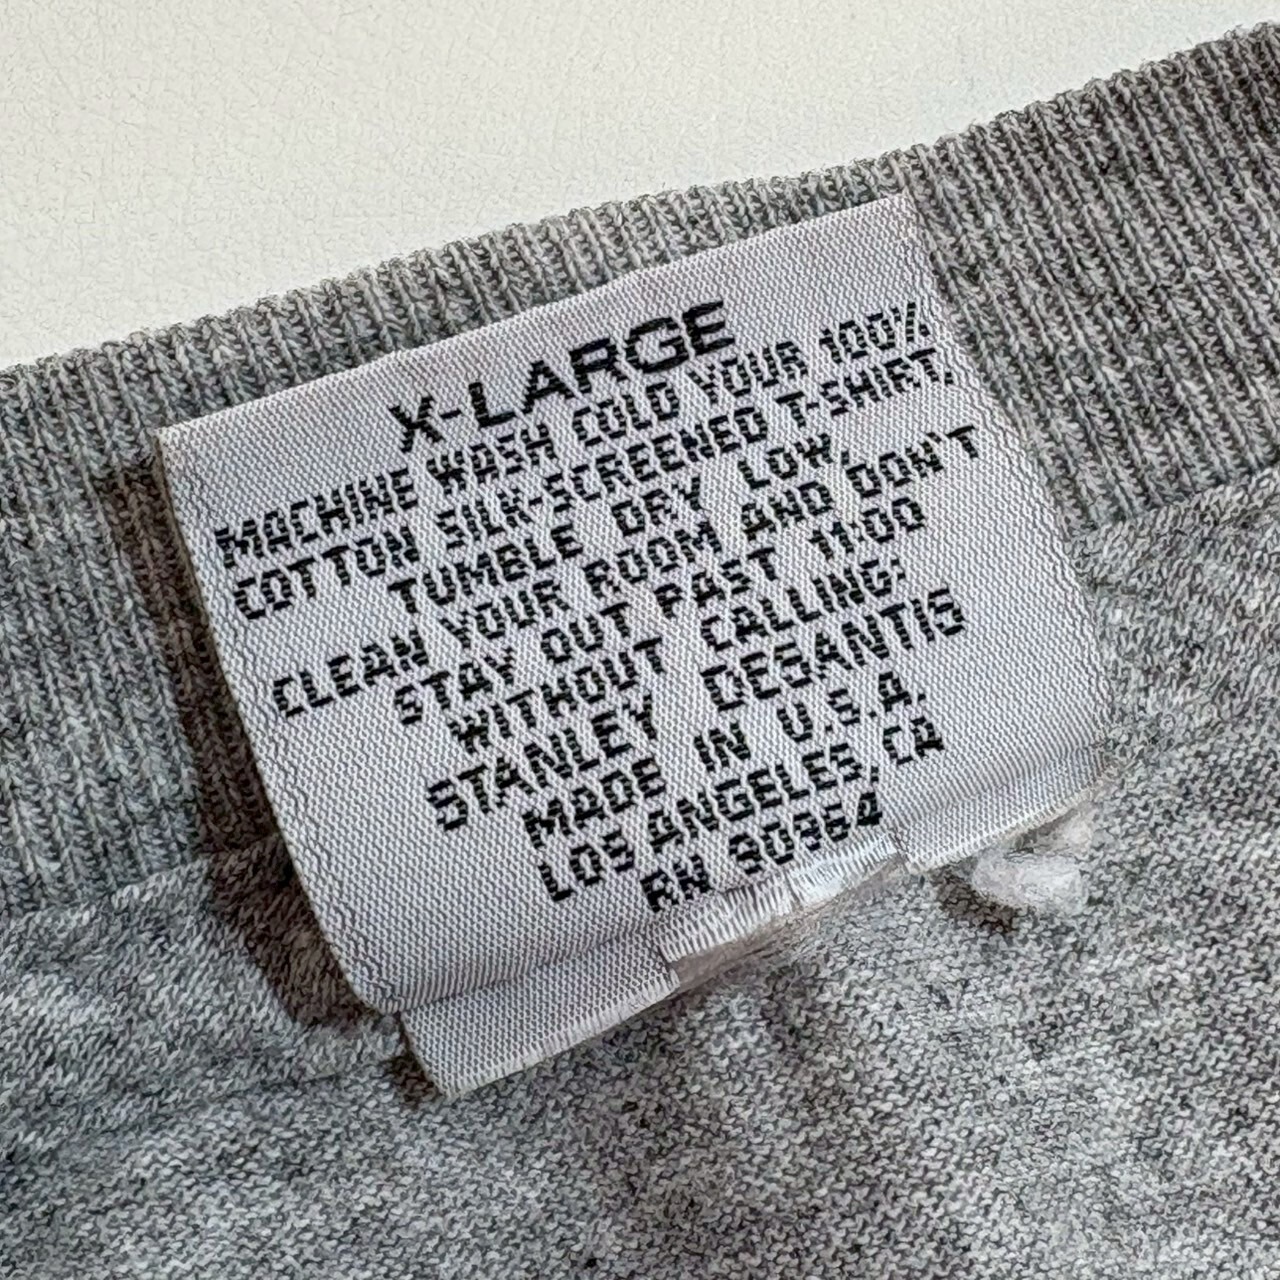 X-LARGE
MACHINE WASH COLD YOUR 100%
COTTON SILK-SCREENED T-SHIRT,
TUMBLE DRY LOW,
CLEAN YOUR ROOM AND DON'T
STAY OUT PAST 11:00
WITHOUT CALLING:
STANLEY DESANTIS
MADE IN U.S.A.
LOS ANGELES, CA
RN 90364